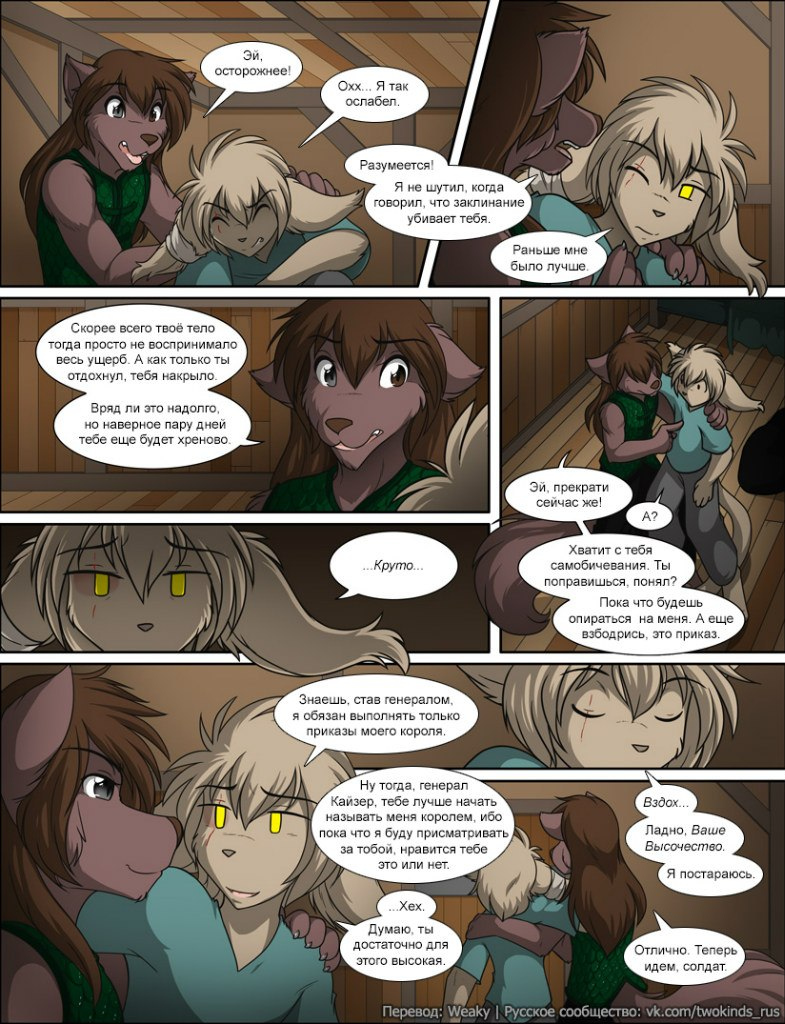 Эй,
осторожнее!
Охх... Я так
ослабел.
Разумеется!
Я не шутил, когда
говорил, что заклинание
убивает тебя.
Раньше мне
было лучше.
Скорее всего твоё тело
тогда просто не воспринимало
весь ущерб. А как только ты
отдохнул, тебя накрыло.
Вряд ли это надолго,
но наверное пару дней
тебе еще будет хреново.
...Круто...
Эй, прекрати
сейчас же!
А?
Хватит с тебя
самобичевания. Ты
поправишься, понял?
Пока что будешь
опираться на меня. А еще
взбодрись, это приказ.
Знаешь, став генералом,
я обязан выполнять только
приказы моего короля.
Ну тогда, генерал
Кайзер, тебе лучше начать
называть меня королем, ибо
пока что я буду присматривать
за тобой, нравится тебе
это или нет.
...Хех.
Думаю, ты
достаточно для
этого высокая.
Вздох...
Ладно, Ваше
Высочество.
Я постараюсь.
Отлично. Теперь
идем, солдат.
Перевод: Weaky | Русское сообщество: vk.com/twokinds_rus